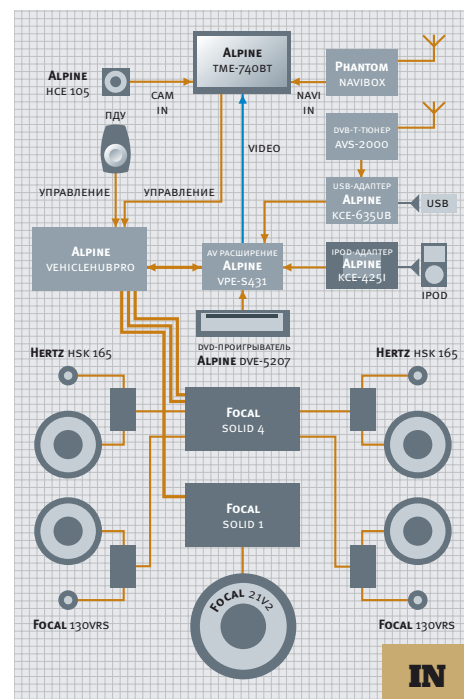 ALPINE
TME-740BT
ALPINE
HCE 105
CAM
IN
NAVI
IN
PHANTOM
NAVIBOX
ПДУ
VIDEO
DVB-T-ТЮНЕР
AVS-2000
УПРАВЛЕНИЕ
УПРАВЛЕНИЕ
USB-АДАПТЕР
ALPINE
KCE-635UB
USB
ALPINE
VEHICLEHUBPRO
AV РАСШИРЕНИЕ
ALPINE
VPE-S431
IPOD-АДАПТЕР
ALPINE
KCE-425I
IPOD
DVD-ПРОИГРЫВАТЕЛЬ
ALPINE DVE-5207
HERTZ HSK 165
HERTZ HSK 165
FOCAL
SOLID 4
FOCAL
SOLID 1
FOCAL 21V2
FOCAL 130VRS
FOCAL 130VRS
IN